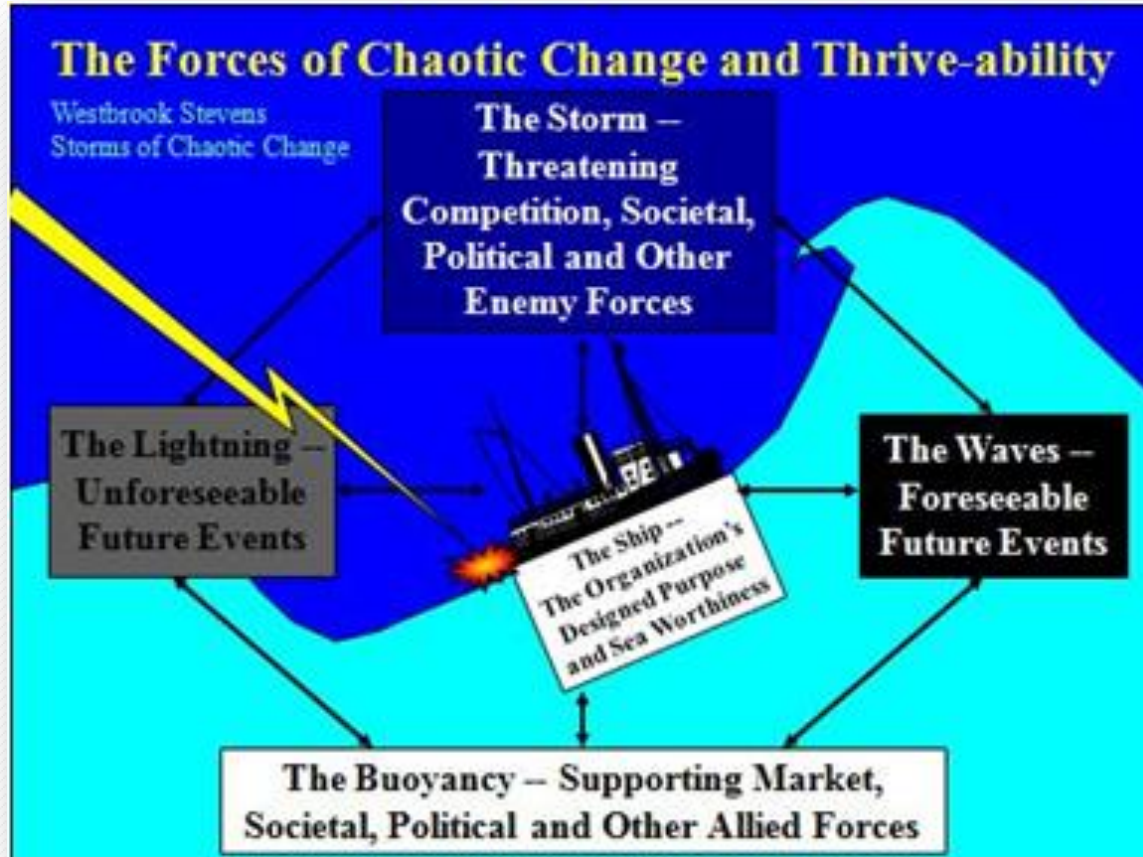 The Forces of Chaotic Change and Thrive-ability
Westbrook Stevens
Storms of Chaotic Change
The Storm –
Threatening
Competition, Societal,
Political and Other
Enemy Forces
The Lightning –
Unforeseeable
Future Events
The Waves –
Foreseeable
Future Events
The Ship --
The Organization's
Designed Purpose
and Sea Worthiness
The Buoyancy – Supporting Market,
Societal, Political and Other Allied Forces